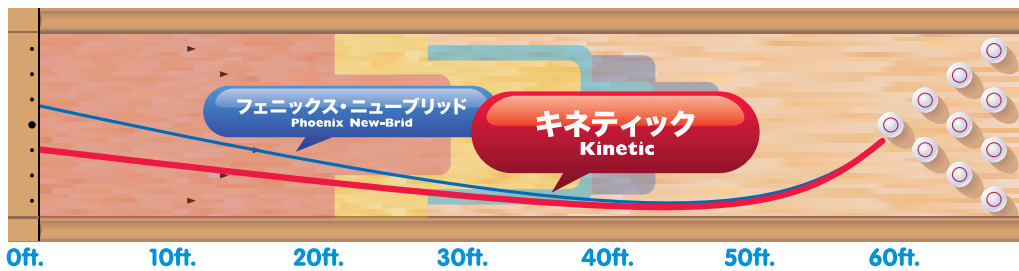 フェニックス・ニューブリッド
Phoenix New-Brid
キネティック
Kinetic
0ft. 10ft. 20ft. 30ft. 40ft. 50ft. 60ft.